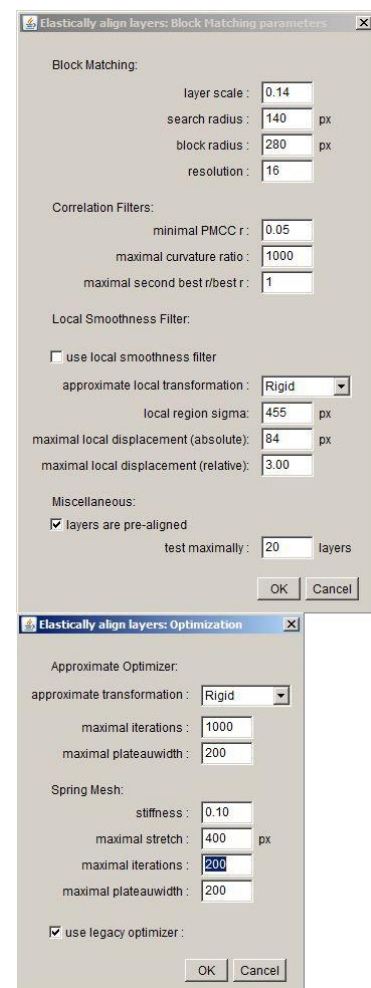 Elastically align layers: Block Matching parameters
Block Matching:
layer scale : 0.14
search radius : 140 px
block radius : 280 px
resolution : 16
Correlation Filters:
minimal PMCC r : 0.05
maximal curvature ratio : 1000
maximal second best r/best r : 1
Local Smoothness Filter:
use local smoothness filter
approximate local transformation : Rigid
local region sigma: 455 px
maximal local displacement (absolute): 84 px
maximal local displacement (relative): 3.00
Miscellaneous:
layers are pre-aligned
test maximally : 20 layers
OK Cancel
Elastically align layers: Optimization
Approximate Optimizer:
approximate transformation : Rigid
maximal iterations : 1000
maximal plateauwidth : 200
Spring Mesh:
stiffness : 0.10
maximal stretch : 400 px
maximal iterations : 200
maximal plateauwidth : 200
use legacy optimizer :
OK Cancel